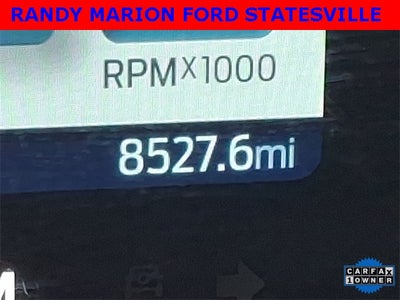 RANDY MARION FORD STATESVILLE
RPMx1000
8527.6mi
CARFAX
1 OWNER